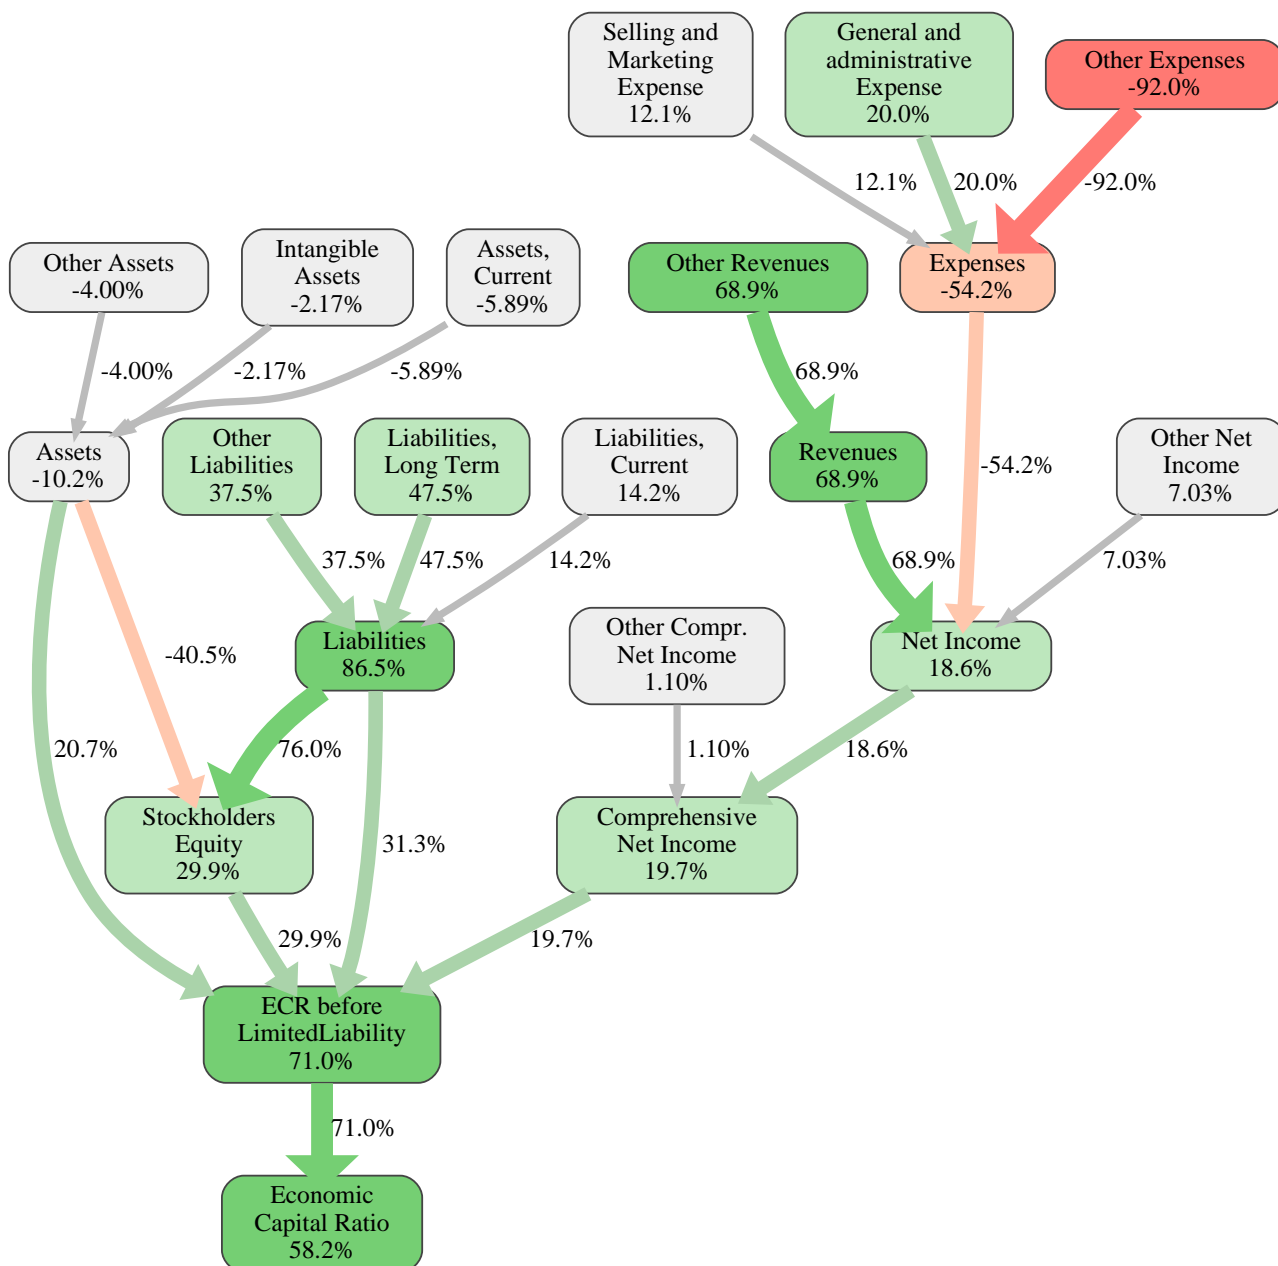 Selling and
Marketing
Expense
12.1%
General and
administrative
Expense
20.0%
Other Expenses
-92.0%
12.1%
20.0%
-92.0%
Other Assets
-4.00%
Intangible
Assets
-2.17%
Assets,
Current
-5.89%
Other Revenues
68.9%
Expenses
-54.2%
-4.00%
-2.17%
-5.89%
68.9%
Assets
-10.2%
Other
Liabilities
37.5%
Liabilities,
Long Term
47.5%
Liabilities,
Current
14.2%
Revenues
68.9%
-54.2%
Other Net
Income
7.03%
37.5%
47.5%
14.2%
68.9%
7.03%
-40.5%
Liabilities
86.5%
Other Compr.
Net Income
1.10%
Net Income
18.6%
20.7%
76.0%
1.10%
18.6%
Stockholders
Equity
29.9%
31.3%
Comprehensive
Net Income
19.7%
29.9%
19.7%
ECR before
LimitedLiability
71.0%
71.0%
Economic
Capital Ratio
58.2%